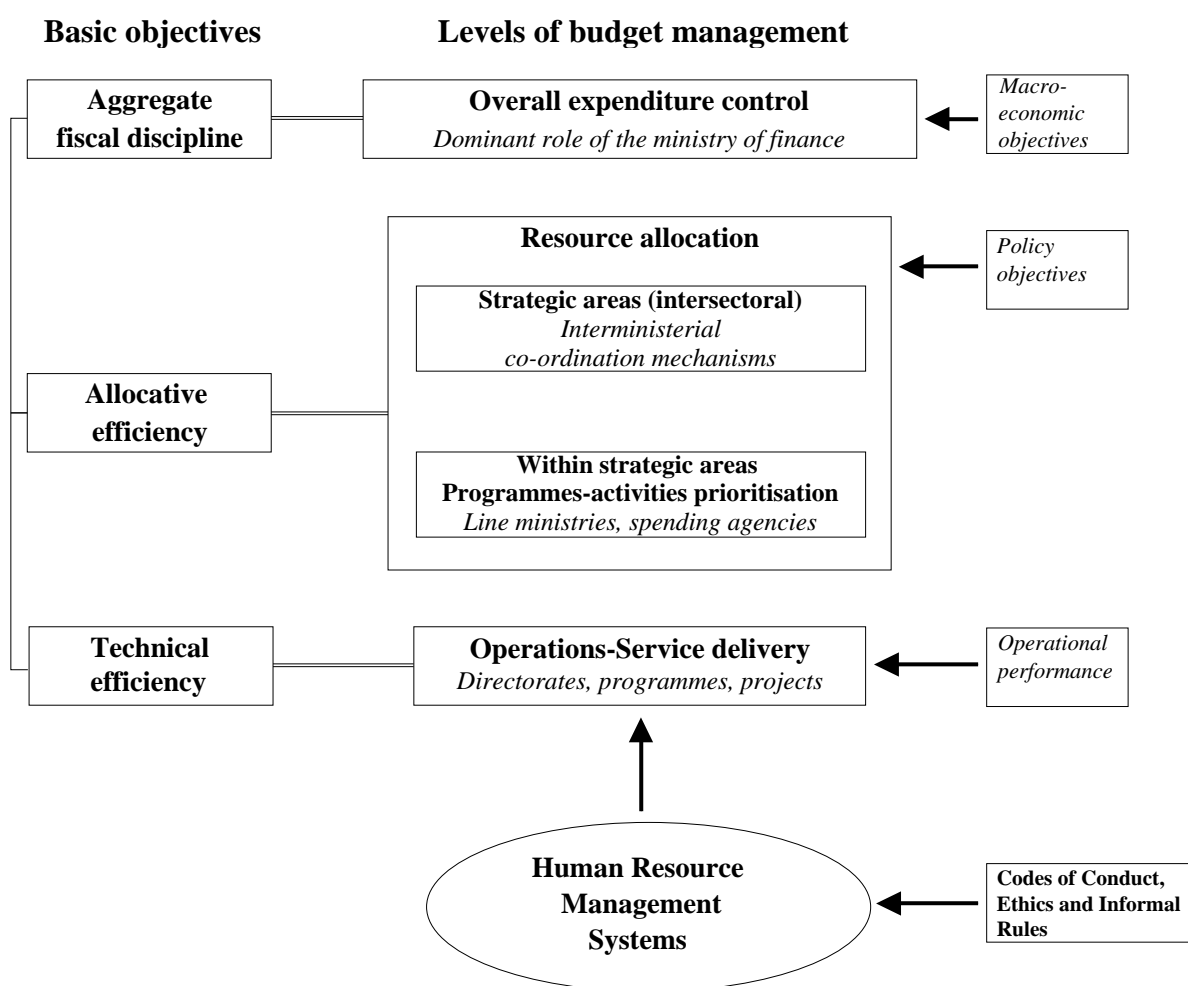 Basic objectives
Levels of budget management
Aggregate
fiscal discipline
Overall expenditure control
Dominant role of the ministry of finance
Macro-
economic
objectives
Resource allocation
Policy
objectives
Strategic areas (intersectoral)
Interministerial
co-ordination mechanisms
Allocative
efficiency
Within strategic areas
Programmes-activities prioritisation
Line ministries, spending agencies
Technical
efficiency
Operations-Service delivery
Directorates, programmes, projects
Operational
performance
Human Resource
Management
Systems
Codes of Conduct,
Ethics and Informal
Rules